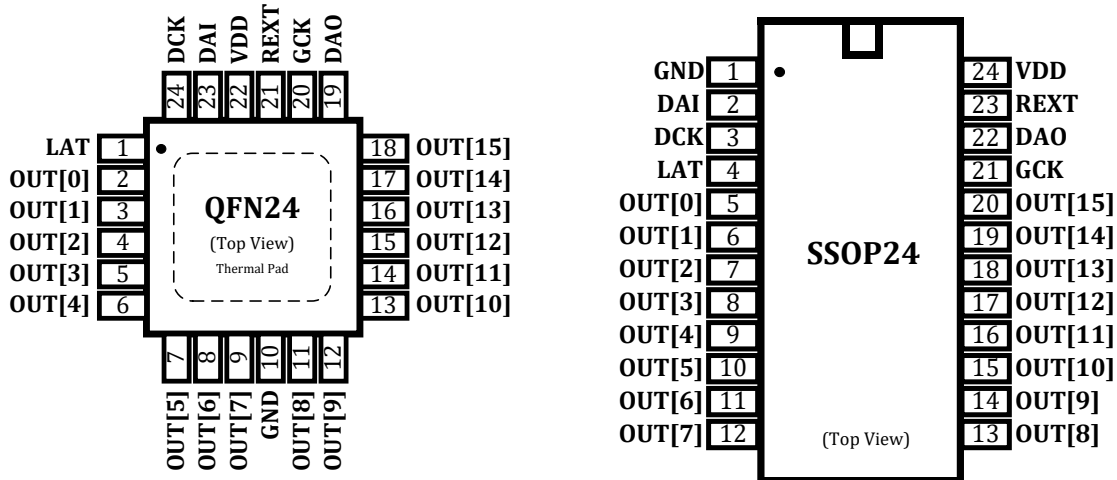 DCK
DAI
VDD
REXT
GCK
DAO
24
23
22
21
20
19
LAT 1
OUT[0] 2
OUT[1] 3
OUT[2] 4
OUT[3] 5
OUT[4] 6
QFN24
(Top View)
Thermal Pad
18 OUT[15]
17 OUT[14]
16 OUT[13]
15 OUT[12]
14 OUT[11]
13 OUT[10]
7
8
9
10
11
12
OUT[5]
OUT[6]
OUT[7]
GND
OUT[8]
OUT[9]
GND 1
DAI 2
DCK 3
LAT 4
OUT[0] 5
OUT[1] 6
OUT[2] 7
OUT[3] 8
OUT[4] 9
OUT[5] 10
OUT[6] 11
OUT[7] 12
SSOP24
(Top View)
24 VDD
23 REXT
22 DAO
21 GCK
20 OUT[15]
19 OUT[14]
18 OUT[13]
17 OUT[12]
16 OUT[11]
15 OUT[10]
14 OUT[9]
13 OUT[8]